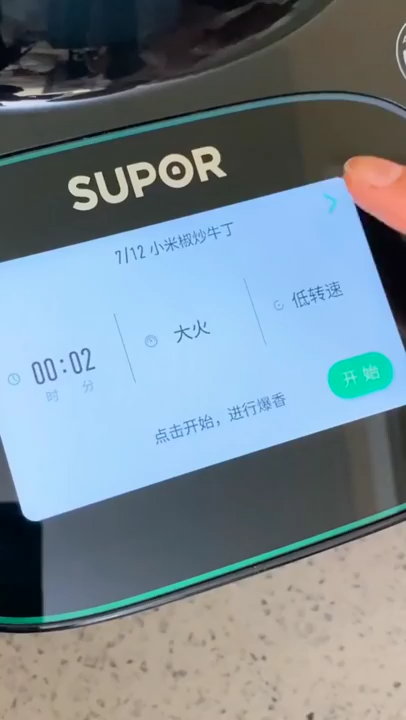 SUPOR
7/12 小米椒炒牛丁
00:02
时 分
大火
低转速
开始
点击开始，进行爆香